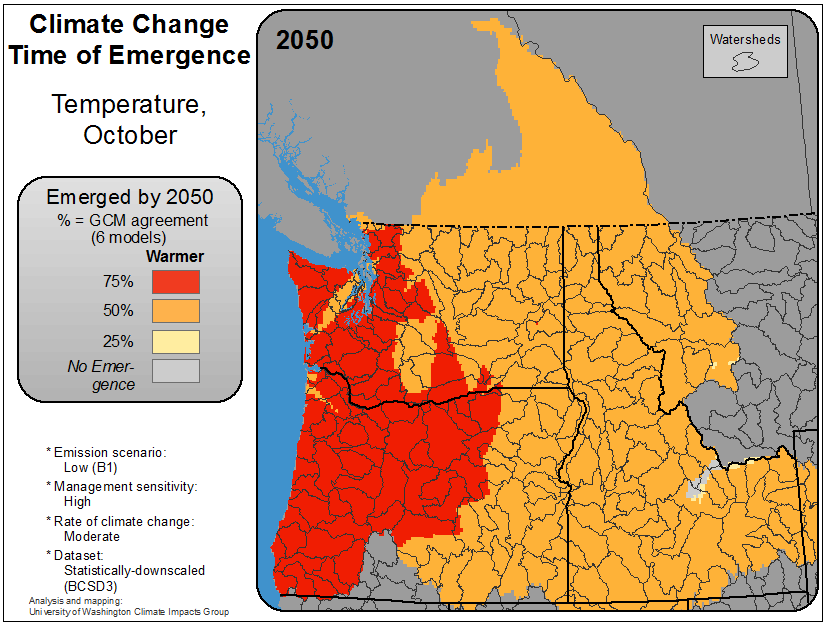 Climate Change
Time of Emergence
Temperature,
October
Emerged by 2050
% = GCM agreement
(6 models)
Warmer
75%
50%
25%
No Emer-
gence
* Emission scenario:
Low (B1)
* Management sensitivity:
High
* Rate of climate change:
Moderate
* Dataset:
Statistically-downscaled
(BCSD3)
Analysis and mapping:
University of Washington Climate Impacts Group
2050
Watersheds